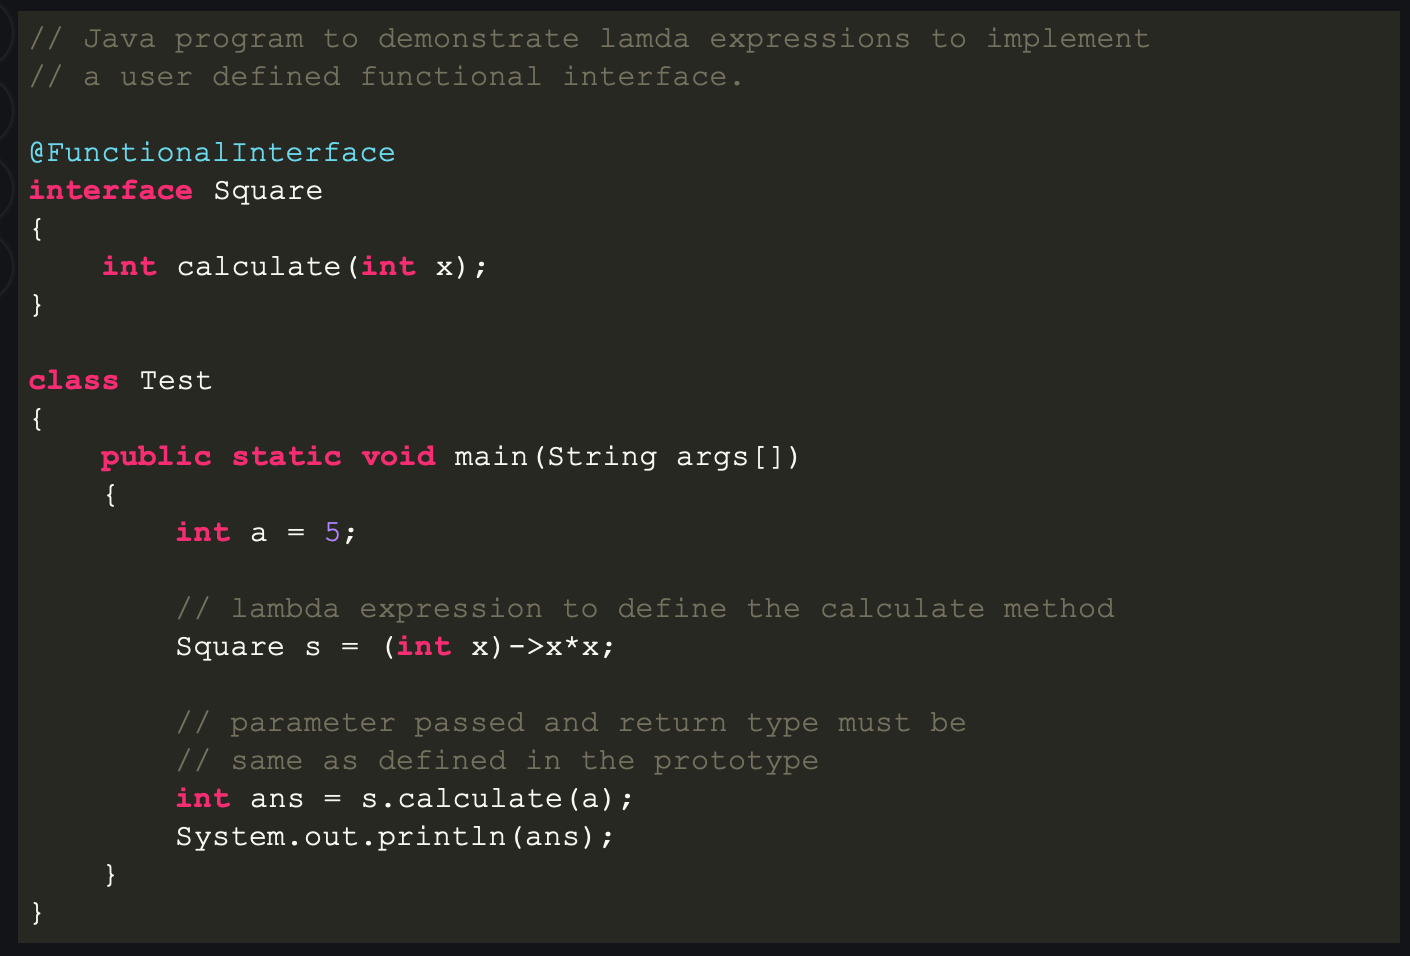 // Java program to demonstrate lamda expressions to implement
// a user defined functional interface.
@FunctionalInterface
interface Square
{
    int calculate(int x);
}
class Test
{
    public static void main(String args[])
    {
        int a = 5;
        // lambda expression to define the calculate method
        Square s = (int x)->x*x;
        // parameter passed and return type must be
        // same as defined in the prototype
        int ans = s.calculate(a);
        System.out.println(ans);
    }
}